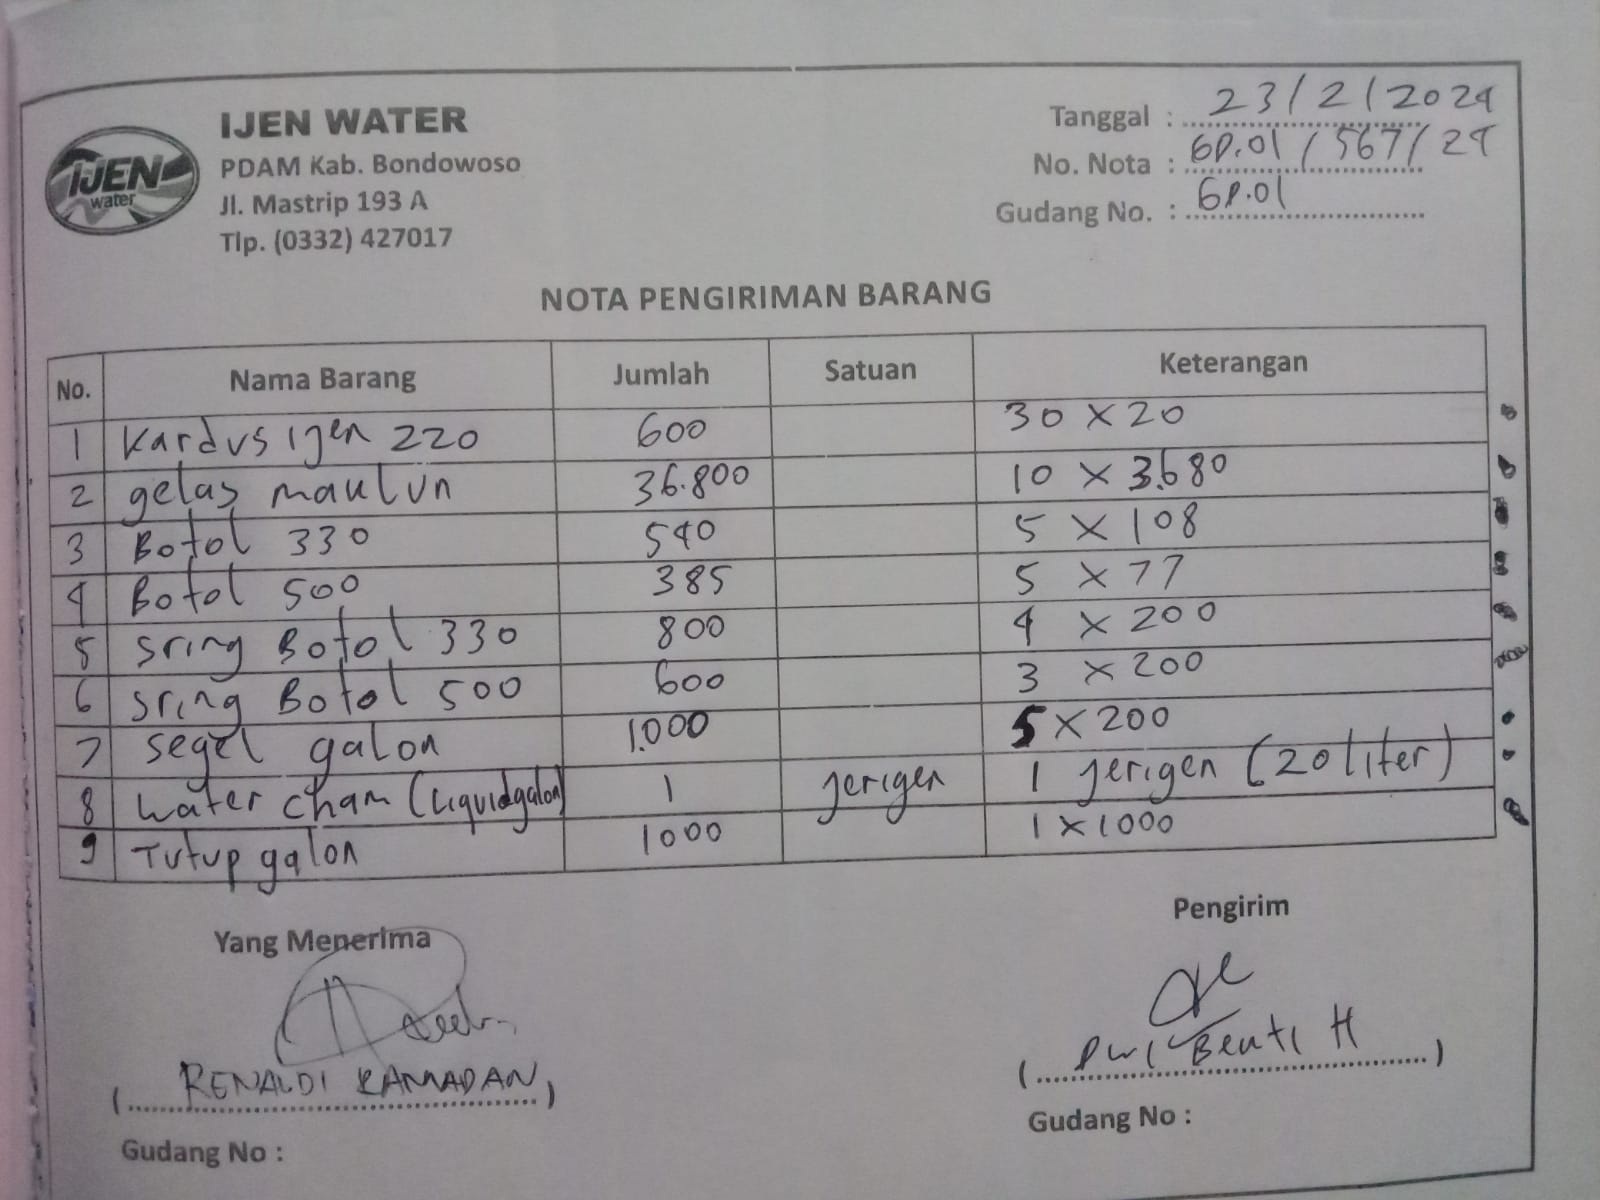 IJEN
water
IJEN WATER
PDAM Kab. Bondowoso
Jl. Mastrip 193 A
Tlp. (0332) 427017
Tanggal : 23/2/2024
No. Nota : GP.01/567/24
Gudang No. : GP.01
NOTA PENGIRIMAN BARANG
No. Nama Barang Jumlah Satuan Keterangan
1 Kardus ijen 220 600 30 x 20
2 gelas maulun 36.800 10 x 3.680
3 Botol 330 540 5 x 108
4 Botol 500 385 5 x 77
5 Sring Botol 330 800 4 x 200
6 Sring Botol 500 600 3 x 200
7 Segel galon 1.000 5 x 200
8 Water cham (Liquidgalon) 1 Jerigen 1 Jerigen (20 liter)
9 Tutup galon 1000 1 x 1000
Yang Menerima Pengirim
(RENALDI RAMADAN) (Dwi Benti H)
Gudang No : Gudang No :